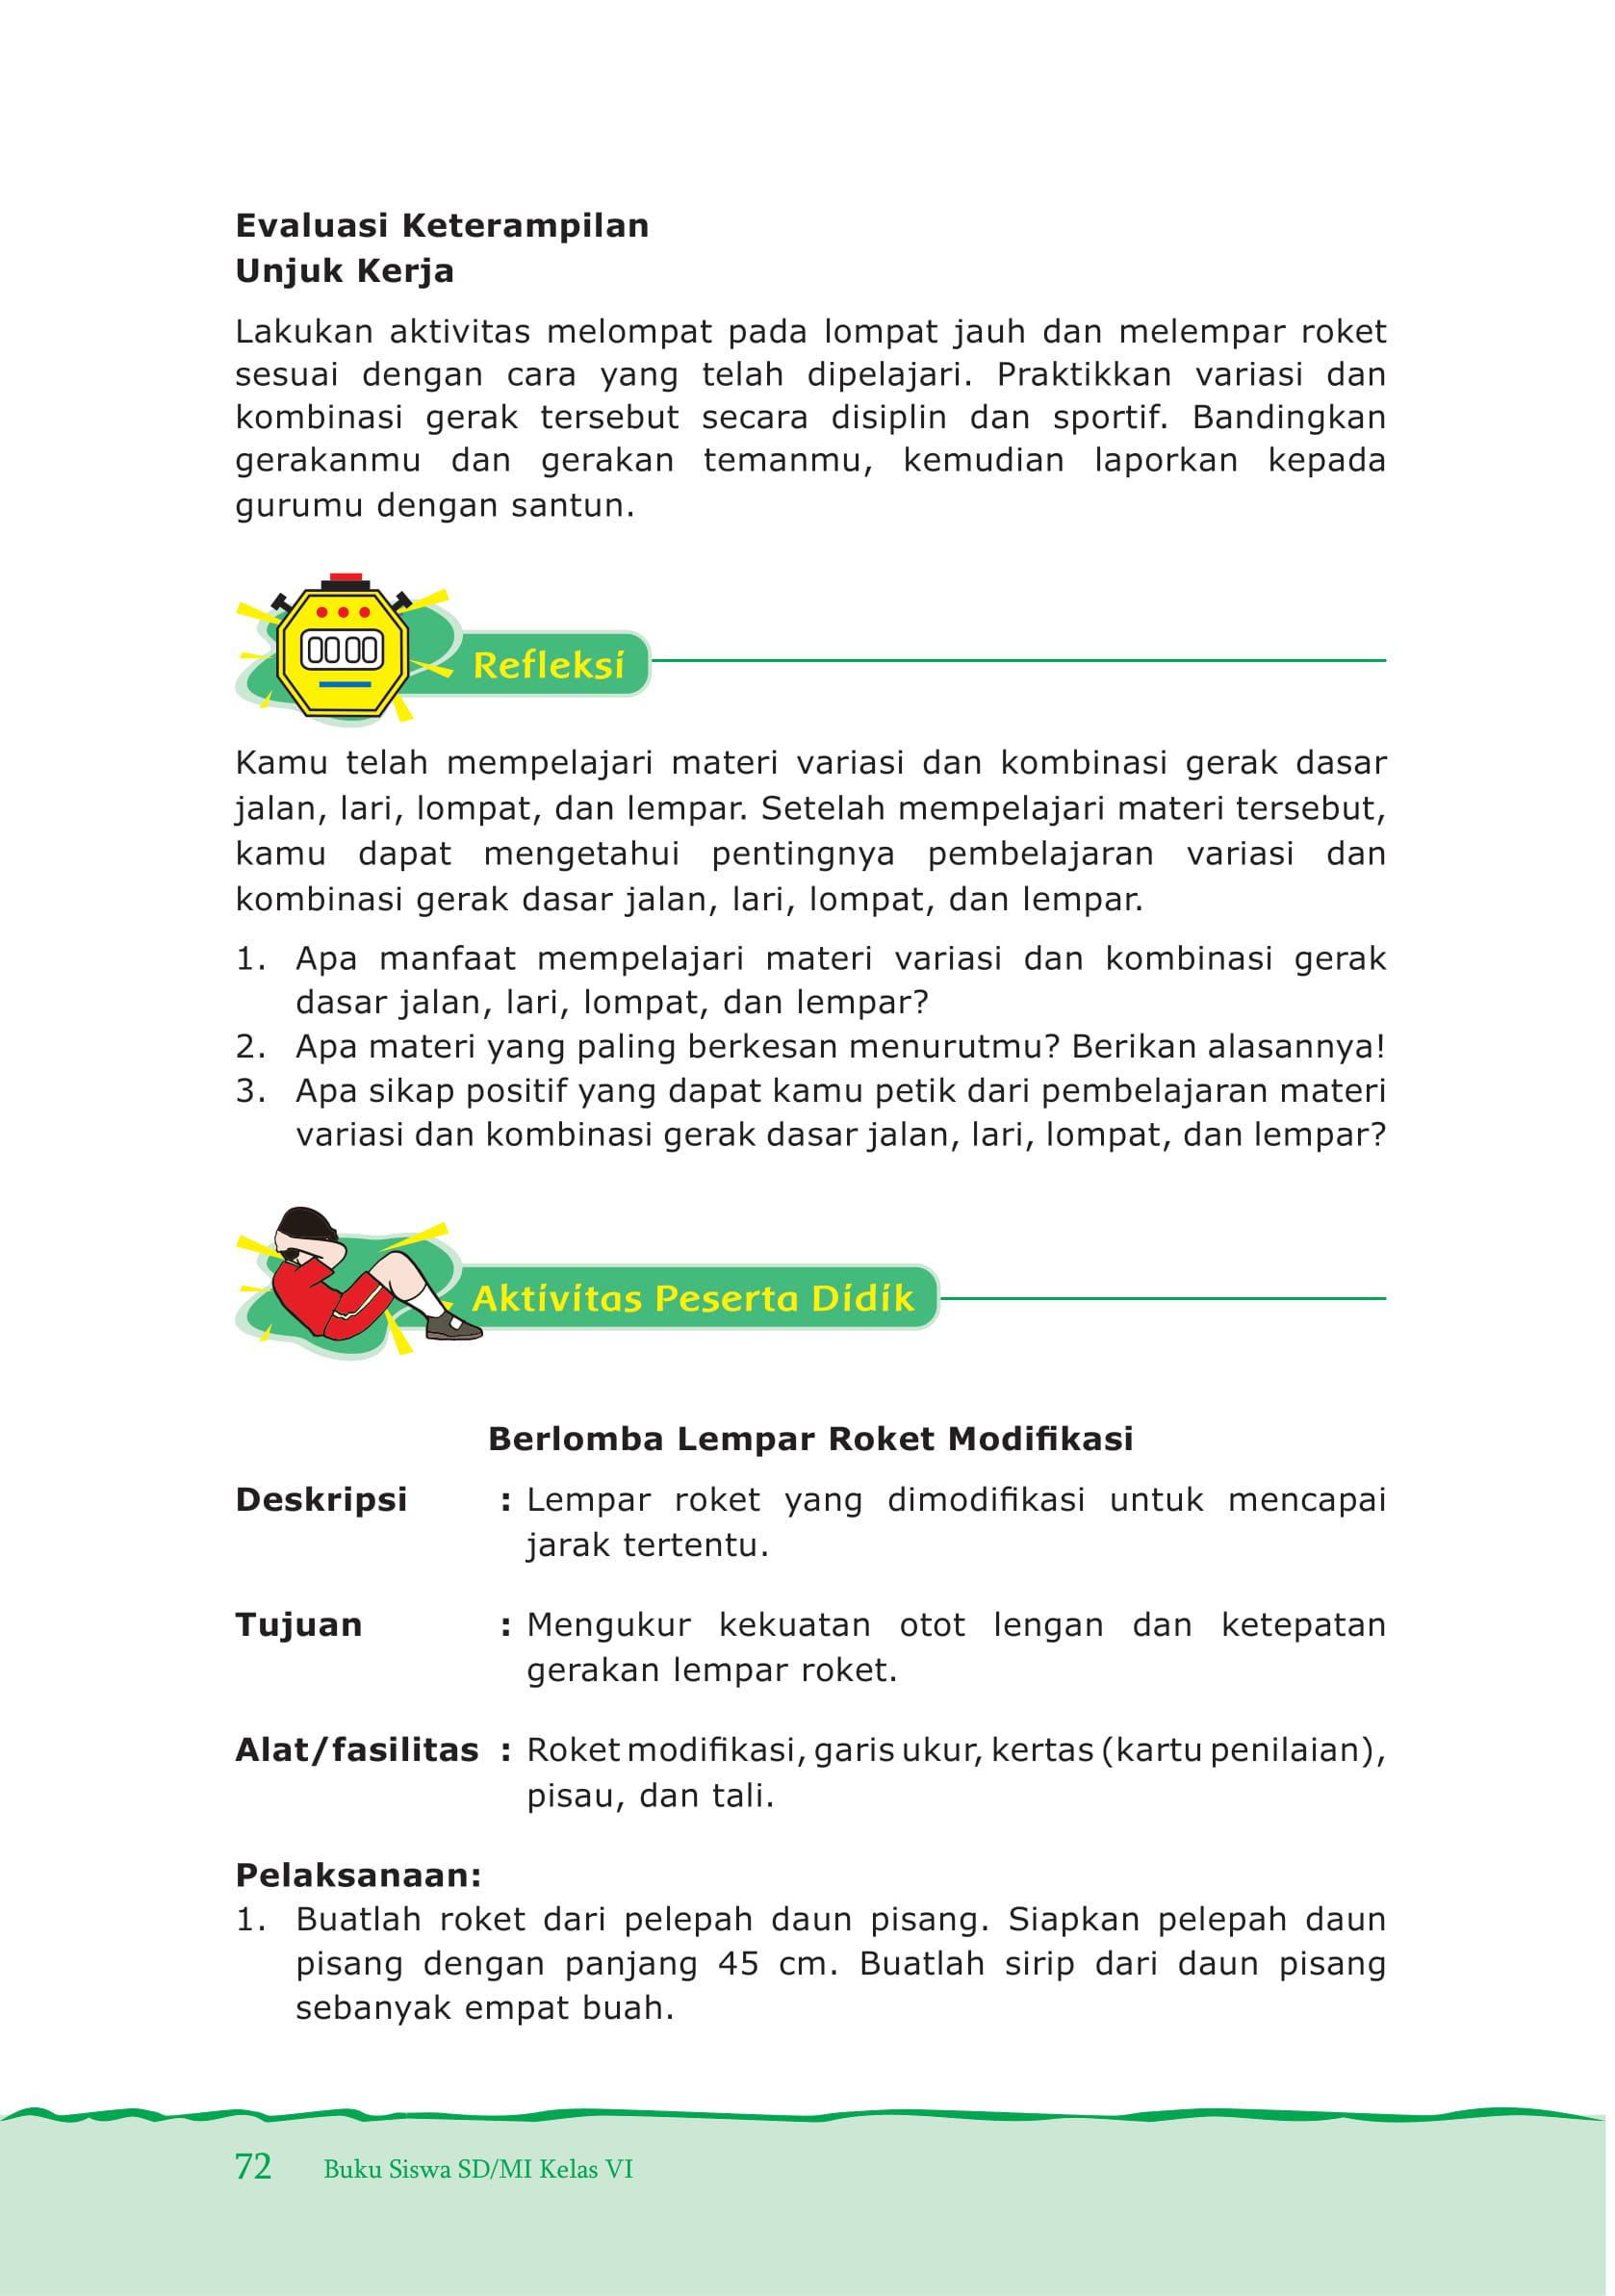 Evaluasi Keterampilan
Unjuk Kerja
Lakukan aktivitas melompat pada lompat jauh dan melempar roket
sesuai dengan cara yang telah dipelajari. Praktikkan variasi dan
kombinasi gerak tersebut secara disiplin dan sportif. Bandingkan
gerakanmu dan gerakan temanmu, kemudian laporkan kepada
gurumu dengan santun.
Refleksi
Kamu telah mempelajari materi variasi dan kombinasi gerak dasar
jalan, lari, lompat, dan lempar. Setelah mempelajari materi tersebut,
kamu dapat mengetahui pentingnya pembelajaran variasi dan
kombinasi gerak dasar jalan, lari, lompat, dan lempar.
1. Apa manfaat mempelajari materi variasi dan kombinasi gerak
dasar jalan, lari, lompat, dan lempar?
2. Apa materi yang paling berkesan menurutmu? Berikan alasannya!
3. Apa sikap positif yang dapat kamu petik dari pembelajaran materi
variasi dan kombinasi gerak dasar jalan, lari, lompat, dan lempar?
Aktivitas Peserta Didik
Berlomba Lempar Roket Modifikasi
Deskripsi : Lempar roket yang dimodifikasi untuk mencapai
jarak tertentu.
Tujuan : Mengukur kekuatan otot lengan dan ketepatan
gerakan lempar roket.
Alat/fasilitas : Roket modifikasi, garis ukur, kertas (kartu penilaian),
pisau, dan tali.
Pelaksanaan:
1. Buatlah roket dari pelepah daun pisang. Siapkan pelepah daun
pisang dengan panjang 45 cm. Buatlah sirip dari daun pisang
sebanyak empat buah.
72 Buku Siswa SD/MI Kelas VI